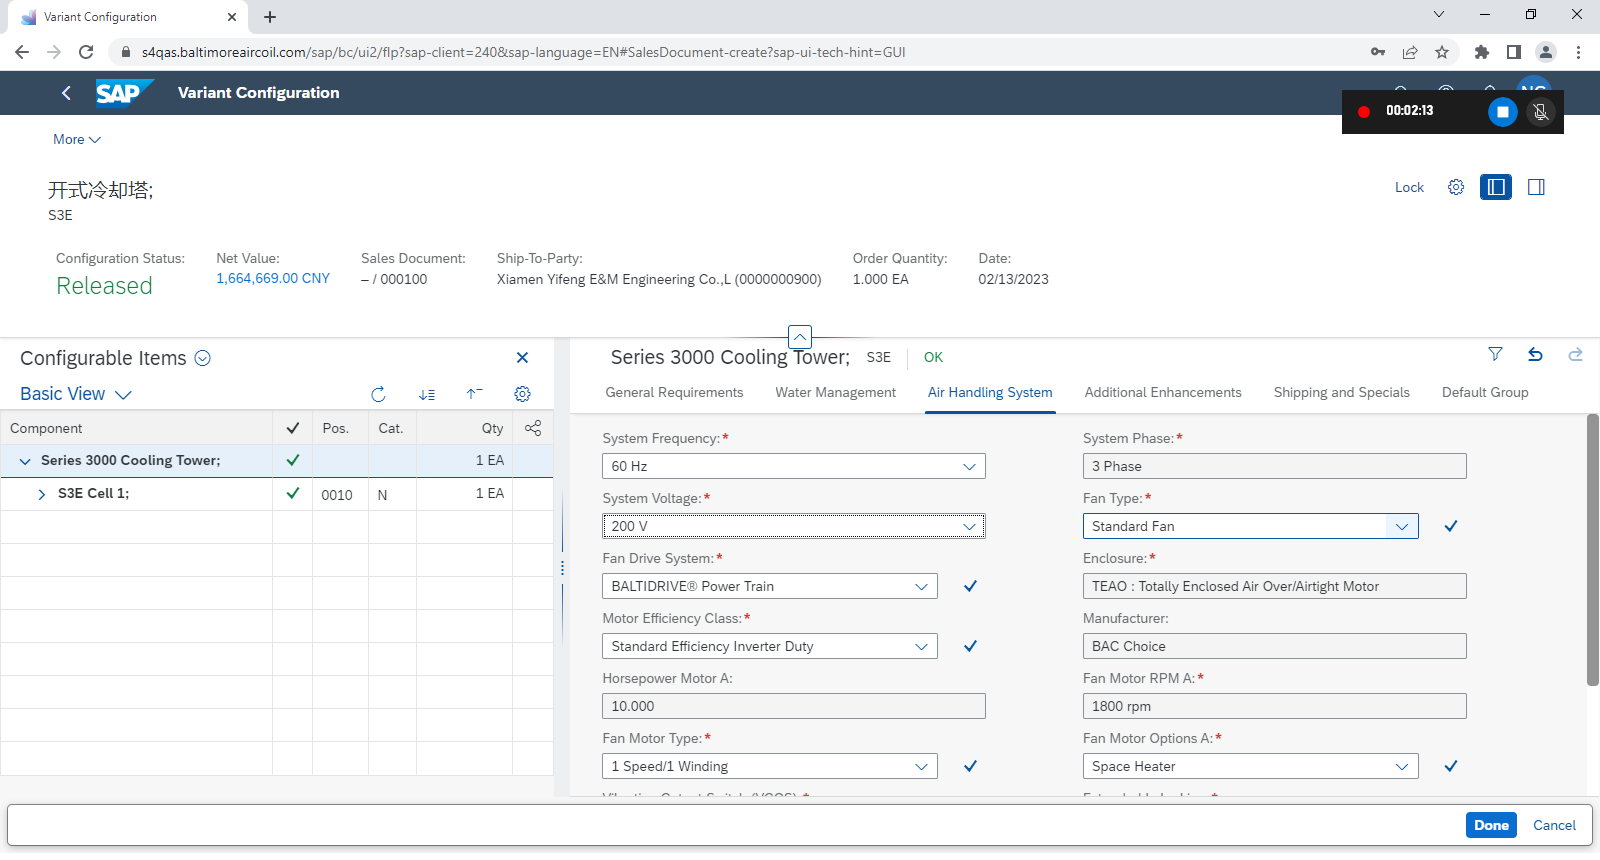 Variant Configuration
s4qas.baltimoreaircoil.com/sap/bc/ui2/flp?sap-client=240&sap-language=EN#SalesDocument-create?sap-ui-tech-hint=GUI
SAP Variant Configuration
00:02:13
More
开式冷却塔;
S3E
Lock
Configuration Status: Net Value: Sales Document: Ship-To-Party: Order Quantity: Date:
Released 1,664,669.00 CNY – / 000100 Xiamen Yifeng E&M Engineering Co.,L (0000000900) 1.000 EA 02/13/2023
Configurable Items
Basic View
Component Pos. Cat. Qty
Series 3000 Cooling Tower; 1 EA
S3E Cell 1; 0010 N 1 EA
Series 3000 Cooling Tower; S3E OK
General Requirements Water Management Air Handling System Additional Enhancements Shipping and Specials Default Group
System Frequency:* System Phase:*
60 Hz 3 Phase
System Voltage:* Fan Type:*
200 V Standard Fan
Fan Drive System:* Enclosure:*
BALTIDRIVE® Power Train TEAO : Totally Enclosed Air Over/Airtight Motor
Motor Efficiency Class:* Manufacturer:
Standard Efficiency Inverter Duty BAC Choice
Horsepower Motor A: Fan Motor RPM A:*
10.000 1800 rpm
Fan Motor Type:* Fan Motor Options A:*
1 Speed/1 Winding Space Heater
Done Cancel